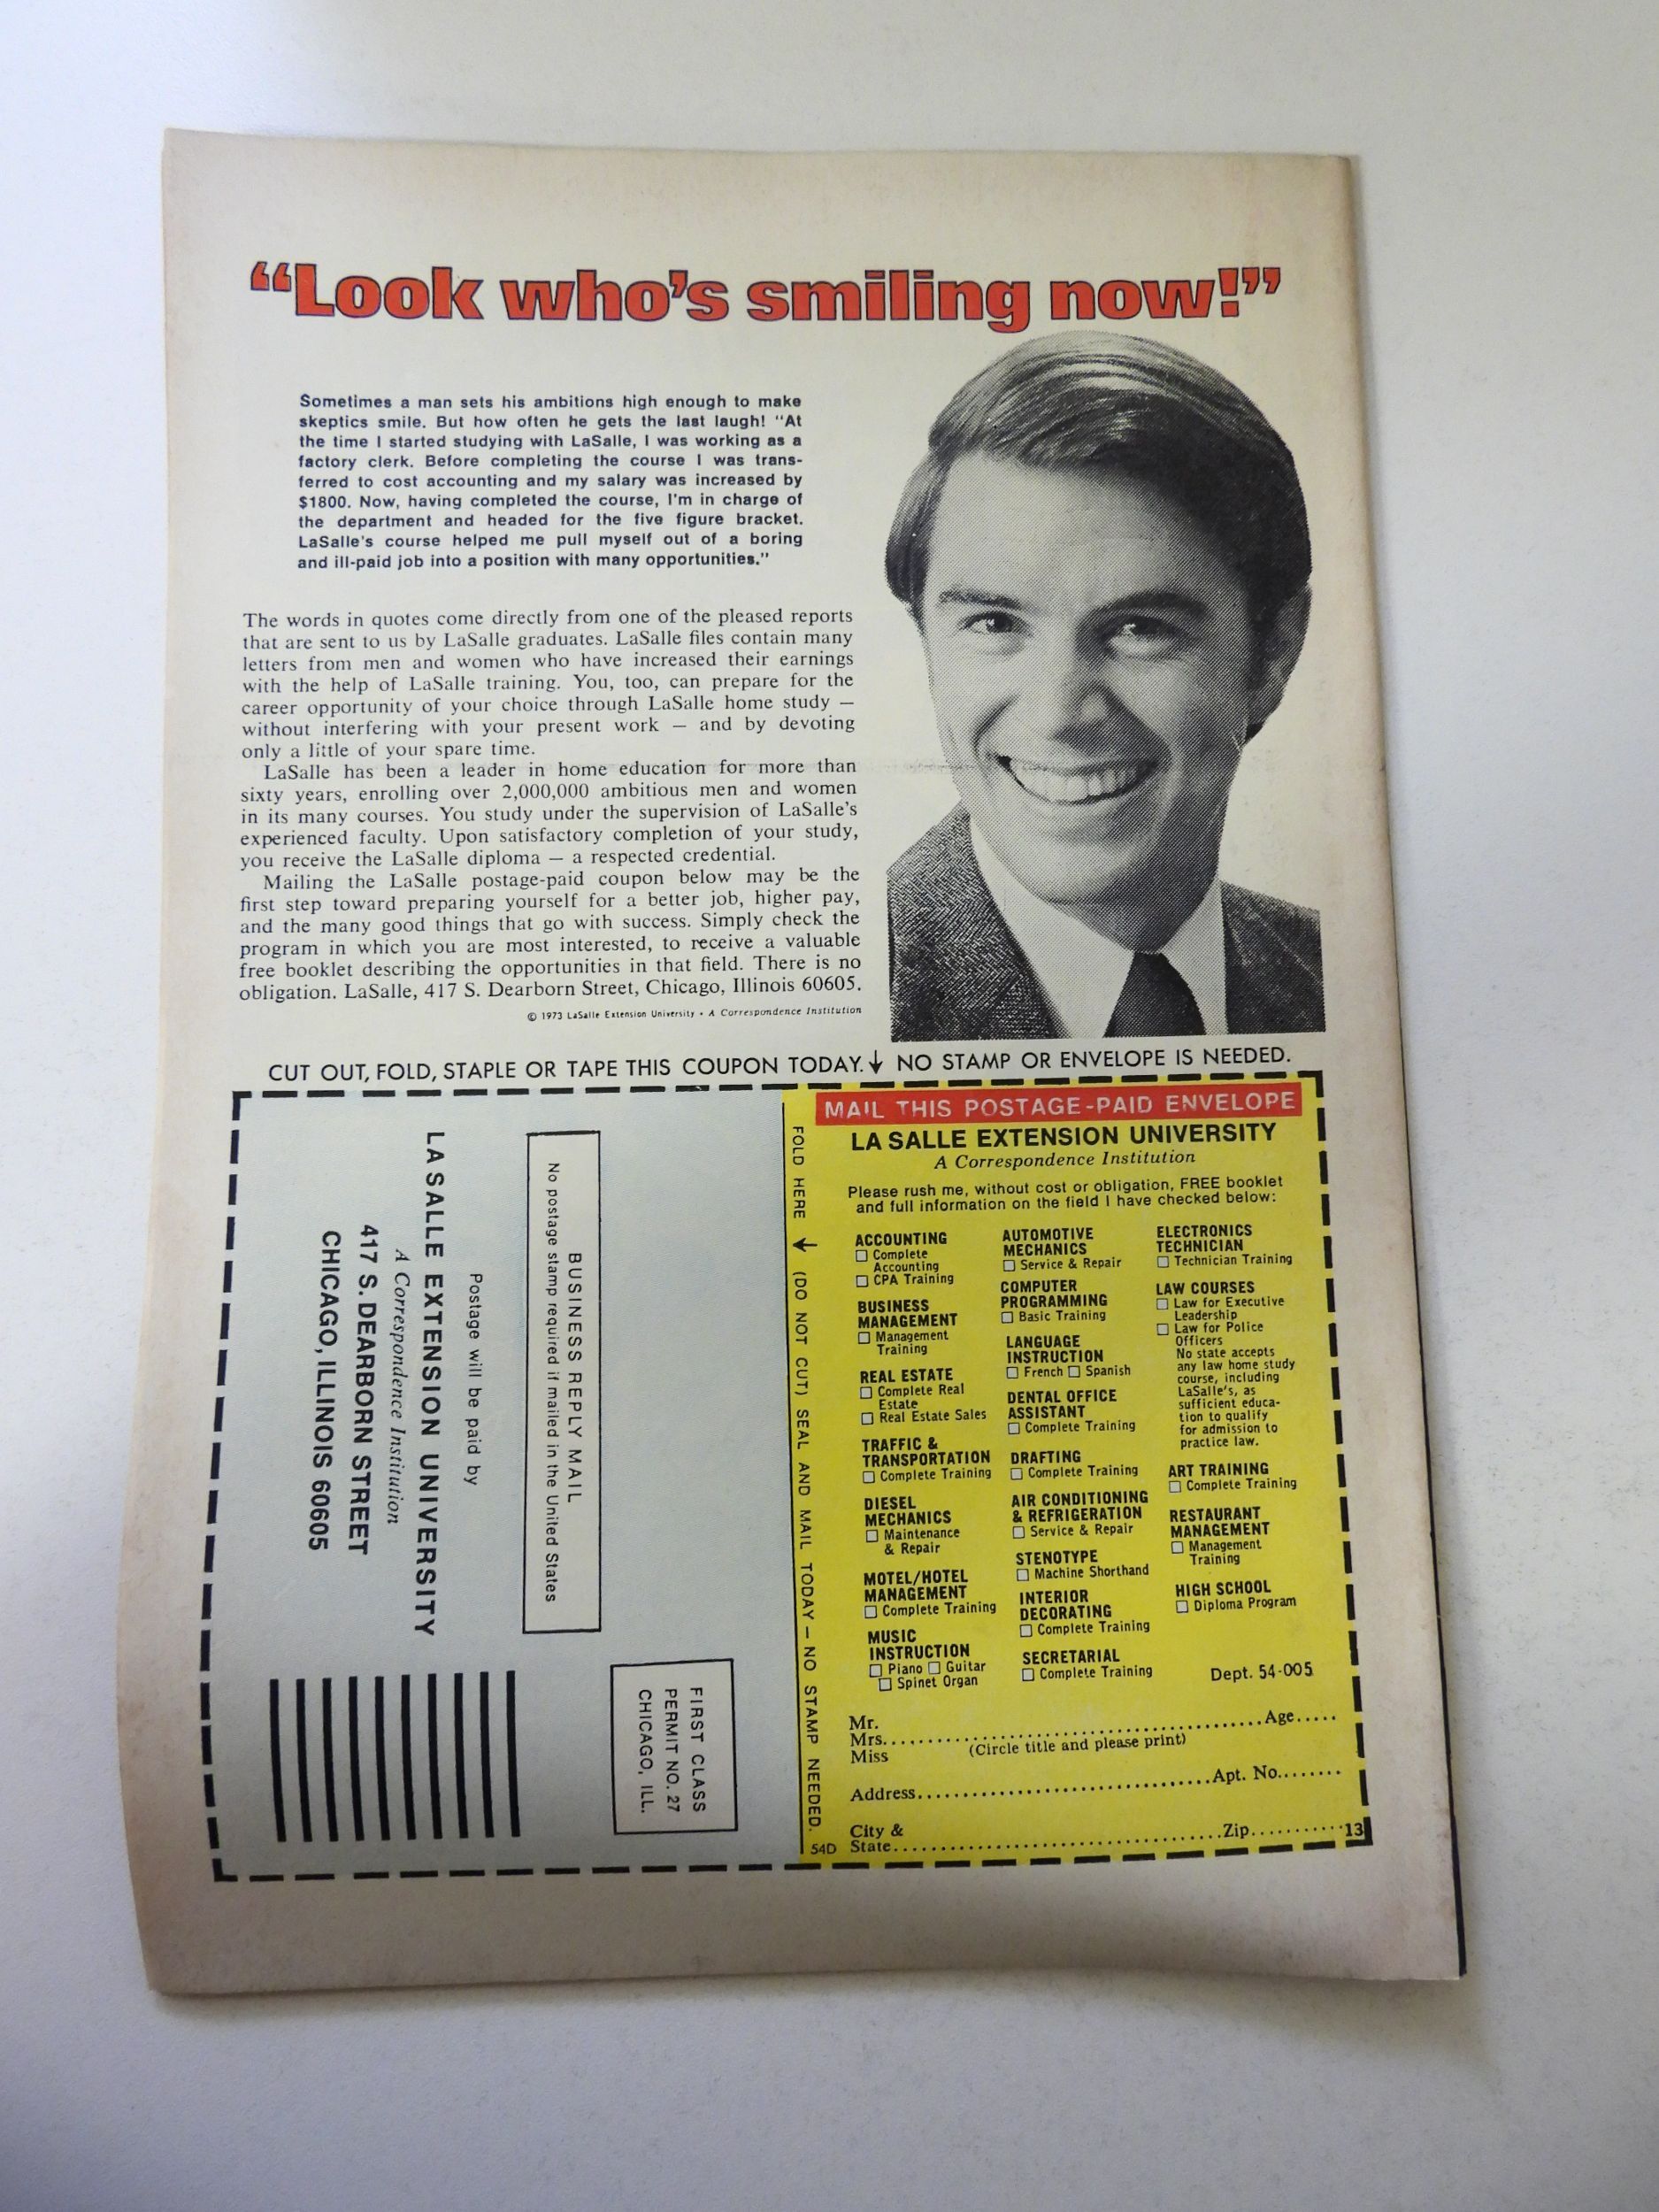 “Look who’s smiling now!”
Sometimes a man sets his ambitions high enough to make
skeptics smile. But how often he gets the last laugh! “At
the time I started studying with LaSalle, I was working as a
factory clerk. Before completing the course I was trans-
ferred to cost accounting and my salary was increased by
$1800. Now, having completed the course, I'm in charge of
the department and headed for the five figure bracket.
LaSalle's course helped me pull myself out of a boring
and ill-paid job into a position with many opportunities.”
The words in quotes come directly from one of the pleased reports
that are sent to us by LaSalle graduates. LaSalle files contain many
letters from men and women who have increased their earnings
with the help of LaSalle training. You, too, can prepare for the
career opportunity of your choice through LaSalle home study —
without interfering with your present work — and by devoting
only a little of your spare time.
LaSalle has been a leader in home education for more than
sixty years, enrolling over 2,000,000 ambitious men and women
in its many courses. You study under the supervision of LaSalle's
experienced faculty. Upon satisfactory completion of your study,
you receive the LaSalle diploma — a respected credential.
Mailing the LaSalle postage-paid coupon below may be the
first step toward preparing yourself for a better job, higher pay,
and the many good things that go with success. Simply check the
program in which you are most interested, to receive a valuable
free booklet describing the opportunities in that field. There is no
obligation. LaSalle, 417 S. Dearborn Street, Chicago, Illinois 60605.
© 1973 LaSalle Extension University • A Correspondence Institution
CUT OUT, FOLD, STAPLE OR TAPE THIS COUPON TODAY.↓ NO STAMP OR ENVELOPE IS NEEDED.
FIRST CLASS
PERMIT NO. 27
CHICAGO, ILL.
BUSINESS REPLY MAIL
No postage stamp required if mailed in the United States
Postage will be paid by
LA SALLE EXTENSION UNIVERSITY
A Correspondence Institution
417 S. DEARBORN STREET
CHICAGO, ILLINOIS 60605
FOLD HERE → (DO NOT CUT) SEAL AND MAIL TODAY — NO STAMP NEEDED.
MAIL THIS POSTAGE-PAID ENVELOPE
LA SALLE EXTENSION UNIVERSITY
A Correspondence Institution
Please rush me, without cost or obligation, FREE booklet
and full information on the field I have checked below:
ACCOUNTING
☐ Complete
Accounting
☐ CPA Training
BUSINESS
MANAGEMENT
☐ Management
Training
REAL ESTATE
☐ Complete Real
Estate
☐ Real Estate Sales
TRAFFIC &
TRANSPORTATION
☐ Complete Training
DIESEL
MECHANICS
☐ Maintenance
& Repair
MOTEL/HOTEL
MANAGEMENT
☐ Complete Training
MUSIC
INSTRUCTION
☐ Piano ☐ Guitar
☐ Spinet Organ
AUTOMOTIVE
MECHANICS
☐ Service & Repair
COMPUTER
PROGRAMMING
☐ Basic Training
LANGUAGE
INSTRUCTION
☐ French ☐ Spanish
DENTAL OFFICE
ASSISTANT
☐ Complete Training
DRAFTING
☐ Complete Training
AIR CONDITIONING
& REFRIGERATION
☐ Service & Repair
STENOTYPE
☐ Machine Shorthand
INTERIOR
DECORATING
☐ Complete Training
SECRETARIAL
☐ Complete Training
ELECTRONICS
TECHNICIAN
☐ Technician Training
LAW COURSES
☐ Law for Executive
Leadership
☐ Law for Police
Officers
No state accepts
any law home study
course, including
LaSalle's, as
sufficient educa-
tion to qualify
for admission to
practice law.
ART TRAINING
☐ Complete Training
RESTAURANT
MANAGEMENT
☐ Management
Training
HIGH SCHOOL
☐ Diploma Program
Dept. 54-005
Mr.
Mrs. Age
Miss (Circle title and please print)
Address Apt. No.
City &
State Zip 13
54D